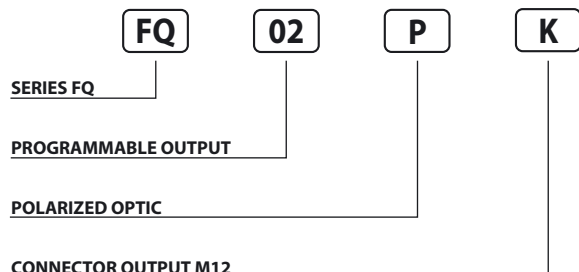 FQ 02 P K
SERIES FQ
PROGRAMMABLE OUTPUT
POLARIZED OPTIC
CONNECTOR OUTPUT M12